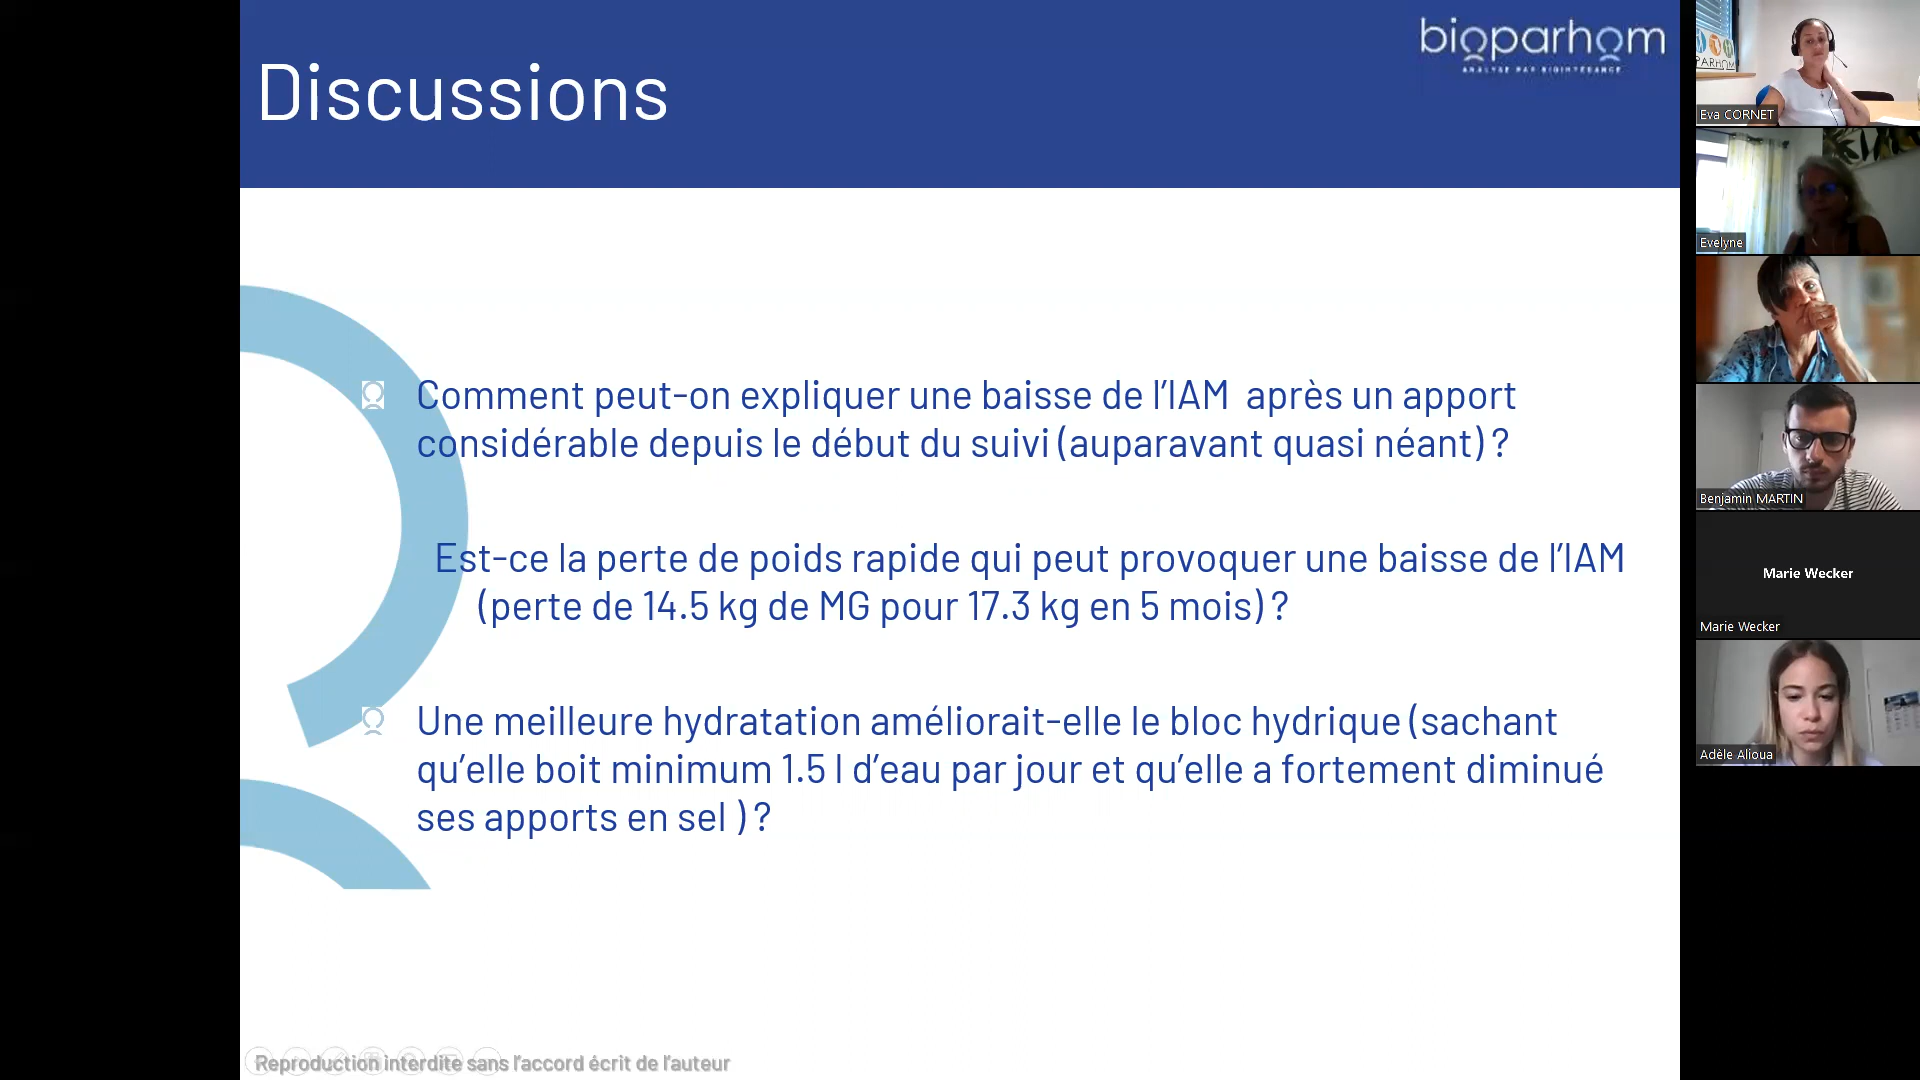 Discussions
bioparhom
ANALYSE PAR BIOIMPÉDANCE
Comment peut-on expliquer une baisse de l’IAM après un apport
considérable depuis le début du suivi (auparavant quasi néant) ?
Est-ce la perte de poids rapide qui peut provoquer une baisse de l’IAM
(perte de 14.5 kg de MG pour 17.3 kg en 5 mois) ?
Une meilleure hydratation améliorait-elle le bloc hydrique (sachant
qu’elle boit minimum 1.5 l d’eau par jour et qu’elle a fortement diminué
ses apports en sel ) ?
Reproduction interdite sans l’accord écrit de l’auteur
PARHOM
Eva CORNET
Evelyne
Benjamin MARTIN
Marie Wecker
Marie Wecker
Adèle Alioua